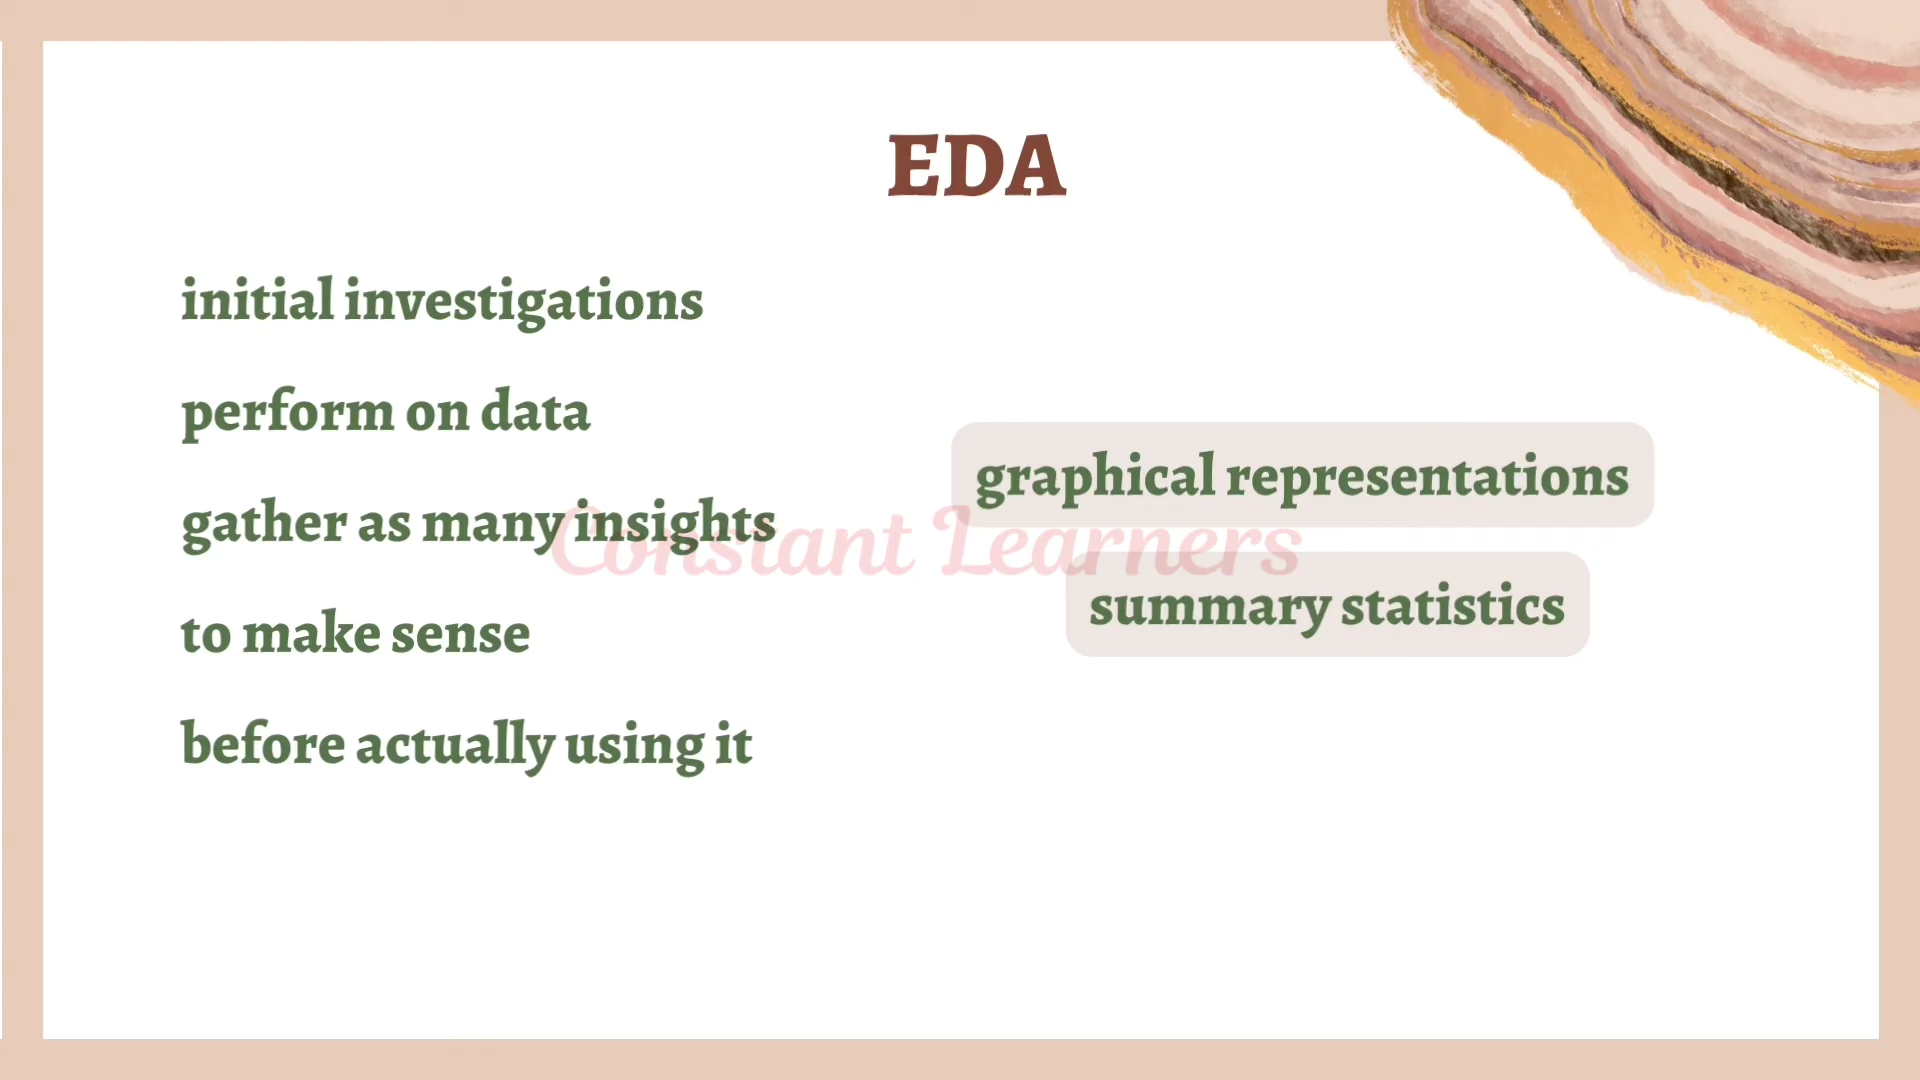 EDA
initial investigations
perform on data
gather as many insights
to make sense
before actually using it
graphical representations
summary statistics
Constant Learners